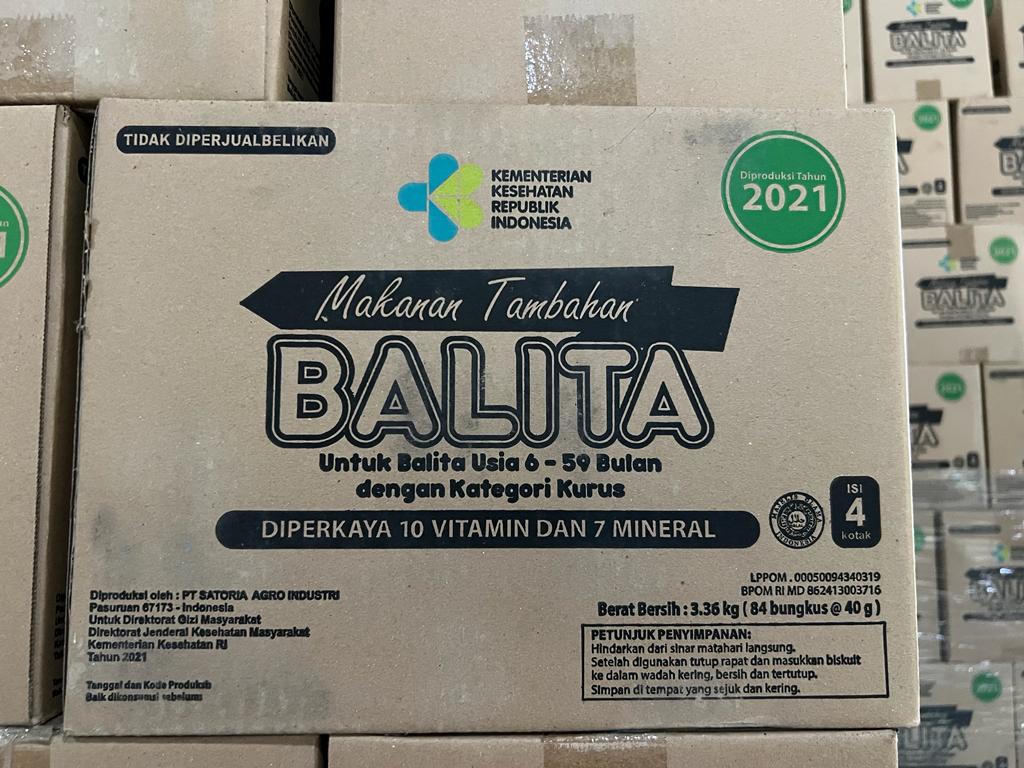 TIDAK DIPERJUALBELIKAN
KEMENTERIAN
KESEHATAN
REPUBLIK
INDONESIA
Diproduksi Tahun
2021
Makanan Tambahan
BALITA
Untuk Balita Usia 6 - 59 Bulan
dengan Kategori Kurus
DIPERKAYA 10 VITAMIN DAN 7 MINERAL
ISI
4
kotak
LPPOM . 00050094340319
BPOM RI MD 862413003716
Berat Bersih : 3.36 kg ( 84 bungkus @ 40 g )
Diproduksi oleh : PT SATORIA AGRO INDUSTRI
Pasuruan 67173 - Indonesia
Untuk Direktorat Gizi Masyarakat
Direktorat Jenderal Kesehatan Masyarakat
Kementerian Kesehatan RI
Tahun 2021
Tanggal dan Kode Produksi
Baik dikonsumsi sebelum
PETUNJUK PENYIMPANAN:
Hindarkan dari sinar matahari langsung.
Setelah digunakan tutup rapat dan masukkan biskuit
ke dalam wadah kering, bersih dan tertutup.
Simpan di tempat yang sejuk dan kering.
BALITA
BALITA